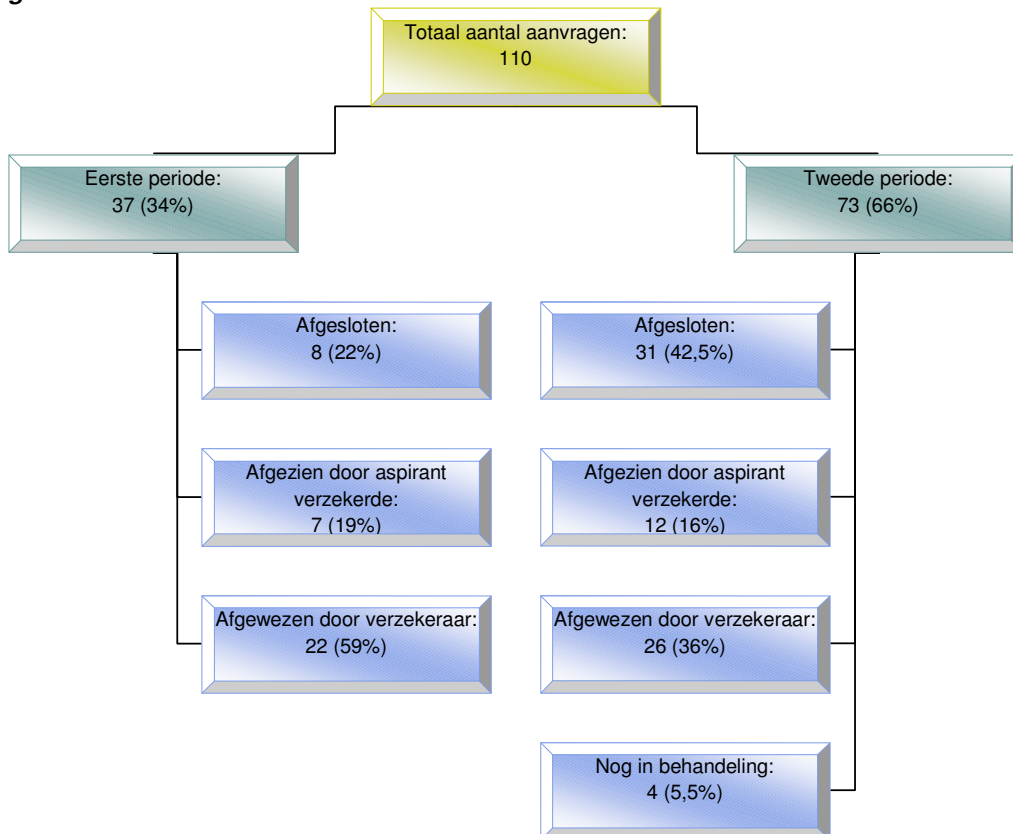 g
Totaal aantal aanvragen:
110
Eerste periode:
37 (34%)
Tweede periode:
73 (66%)
Afgesloten:
8 (22%)
Afgesloten:
31 (42,5%)
Afgezien door aspirant
verzekerde:
7 (19%)
Afgezien door aspirant
verzekerde:
12 (16%)
Afgewezen door verzekeraar:
22 (59%)
Afgewezen door verzekeraar:
26 (36%)
Nog in behandeling:
4 (5,5%)